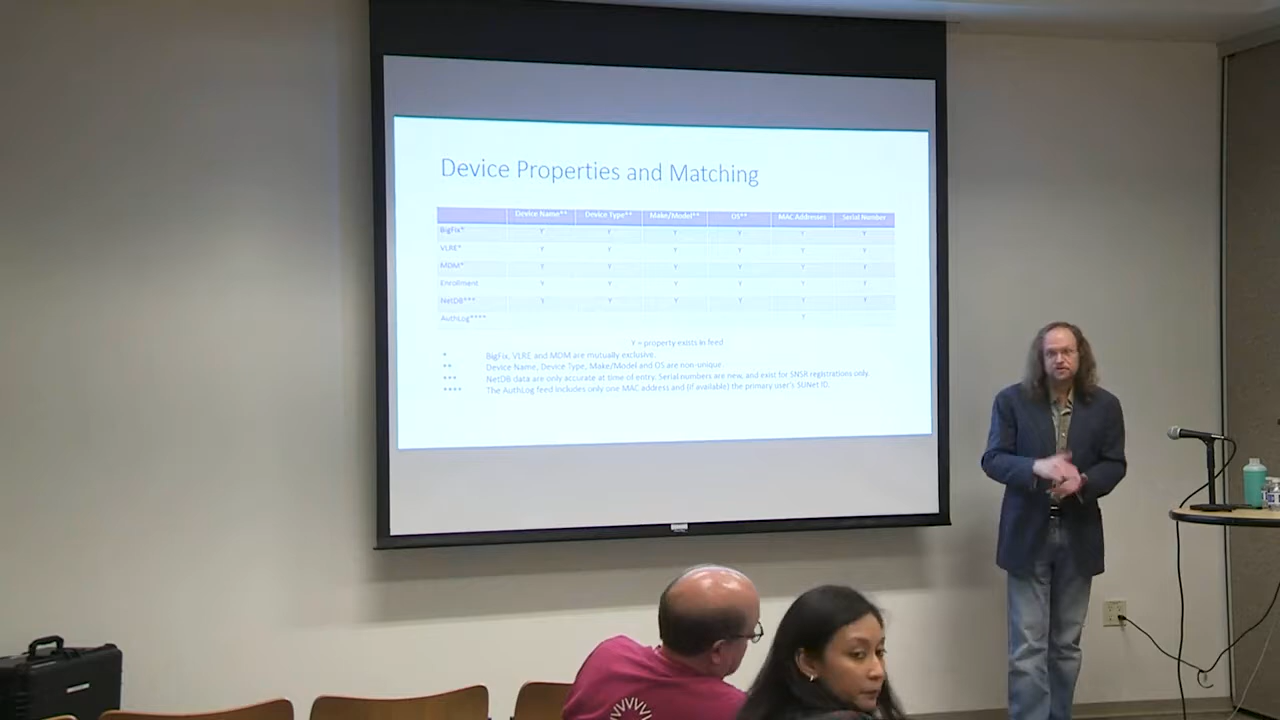 Device Properties and Matching
Device Name** Device Type** Make/Model** OS** MAC Addresses Serial Number
BigFix* Y Y Y Y Y Y
VLRE* Y Y Y Y Y Y
MDM* Y Y Y Y Y Y
Enrollment Y Y Y Y Y Y
NetDB*** Y Y Y Y Y Y
AuthLog**** Y
Y = property exists in feed
* BigFix, VLRE and MDM are mutually exclusive.
** Device Name, Device Type, Make/Model and OS are non-unique.
*** NetDB data are only accurate at time of entry. Serial numbers are new, and exist for SNSR registrations only.
**** The AuthLog feed includes only one MAC address and (if available) the primary user's SUNet ID.